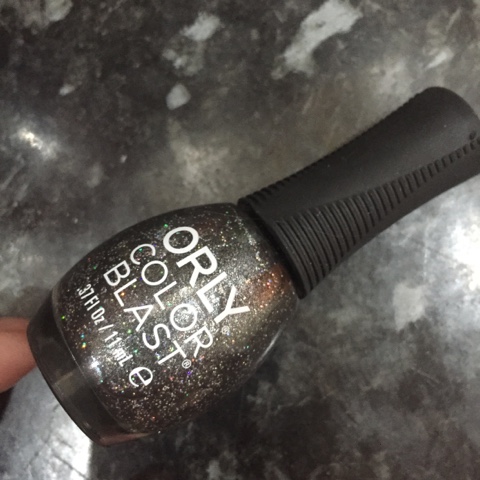 ORLY®
COLOR
BLAST®
.37 Fl Oz / 11 mL ℮